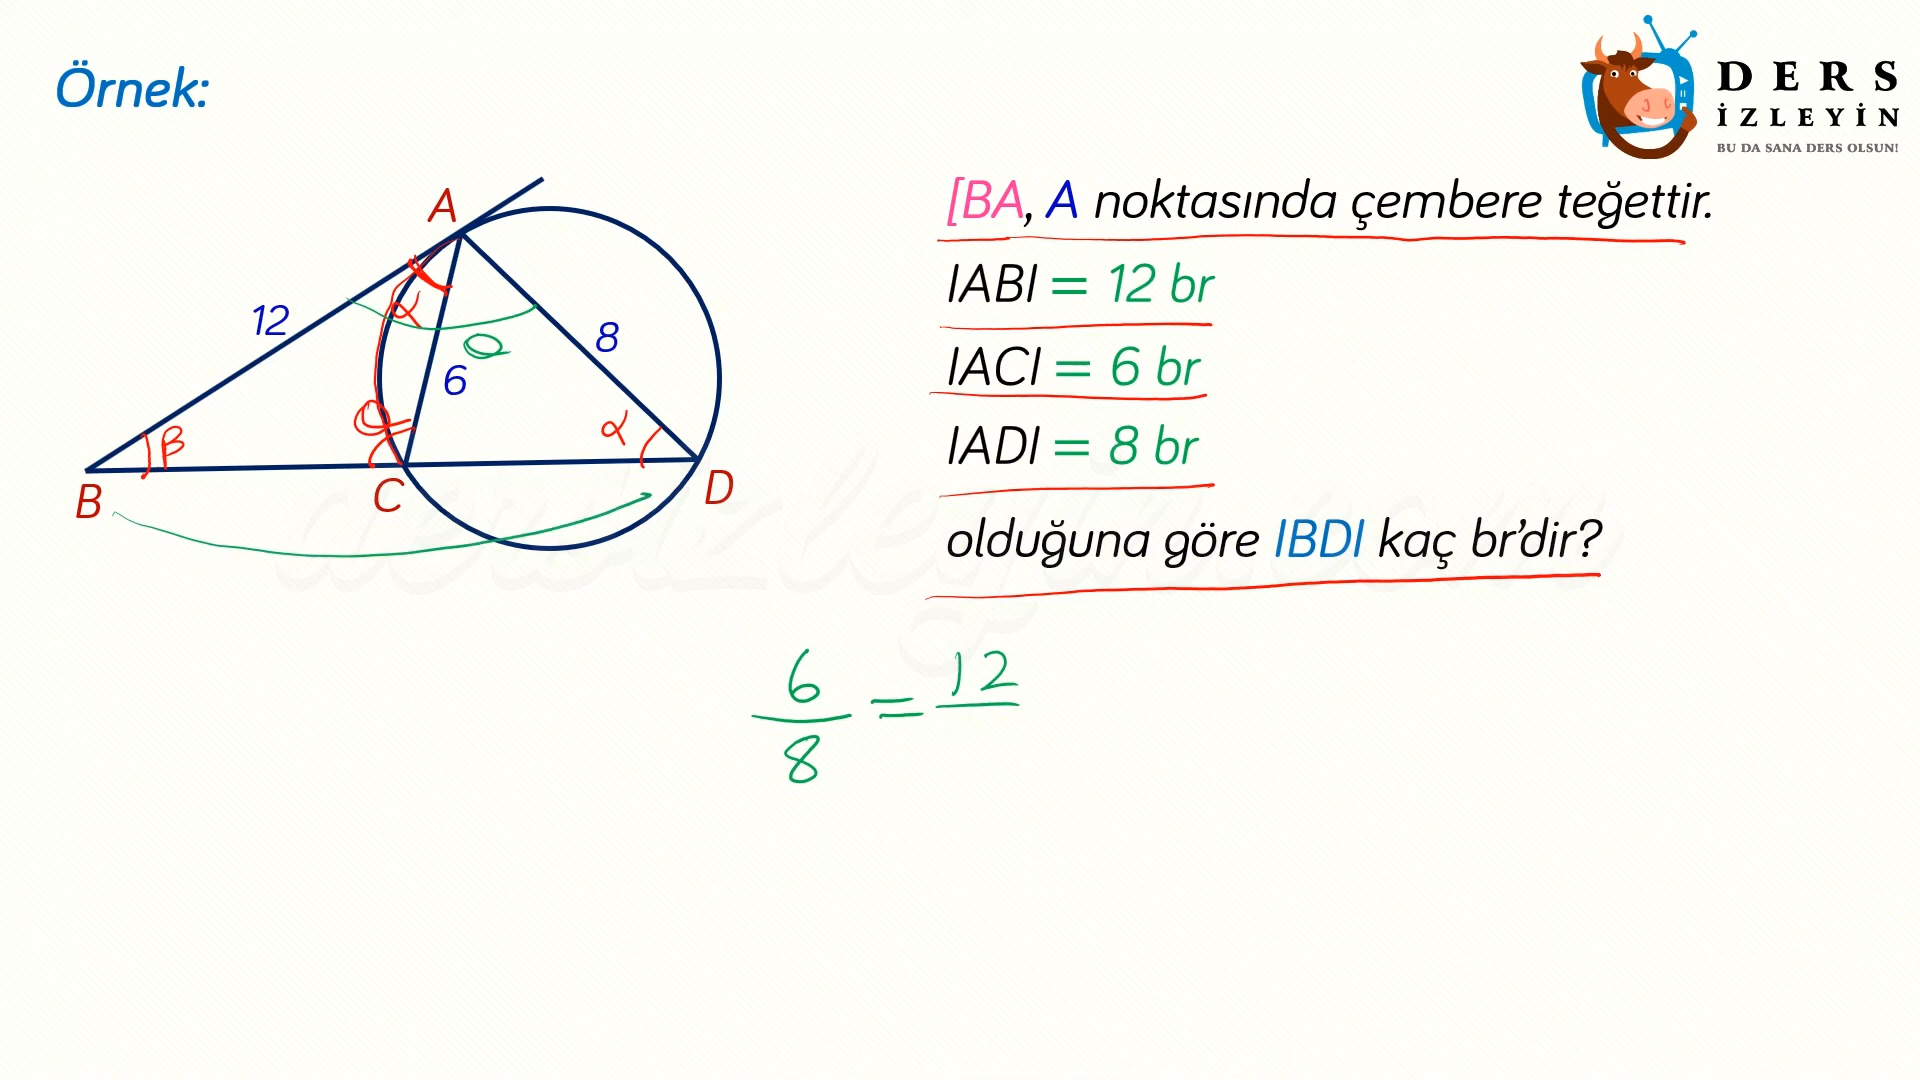 Örnek:
DERS
İZLEYİN
BU DA SANA DERS OLSUN!
A
12
α
8
6
θ
α
β
B
C
D
[BA, A noktasında çembere teğettir.
IABI = 12 br
IACI = 6 br
IADI = 8 br
olduğuna göre IBDI kaç br’dir?
6 = 12
8